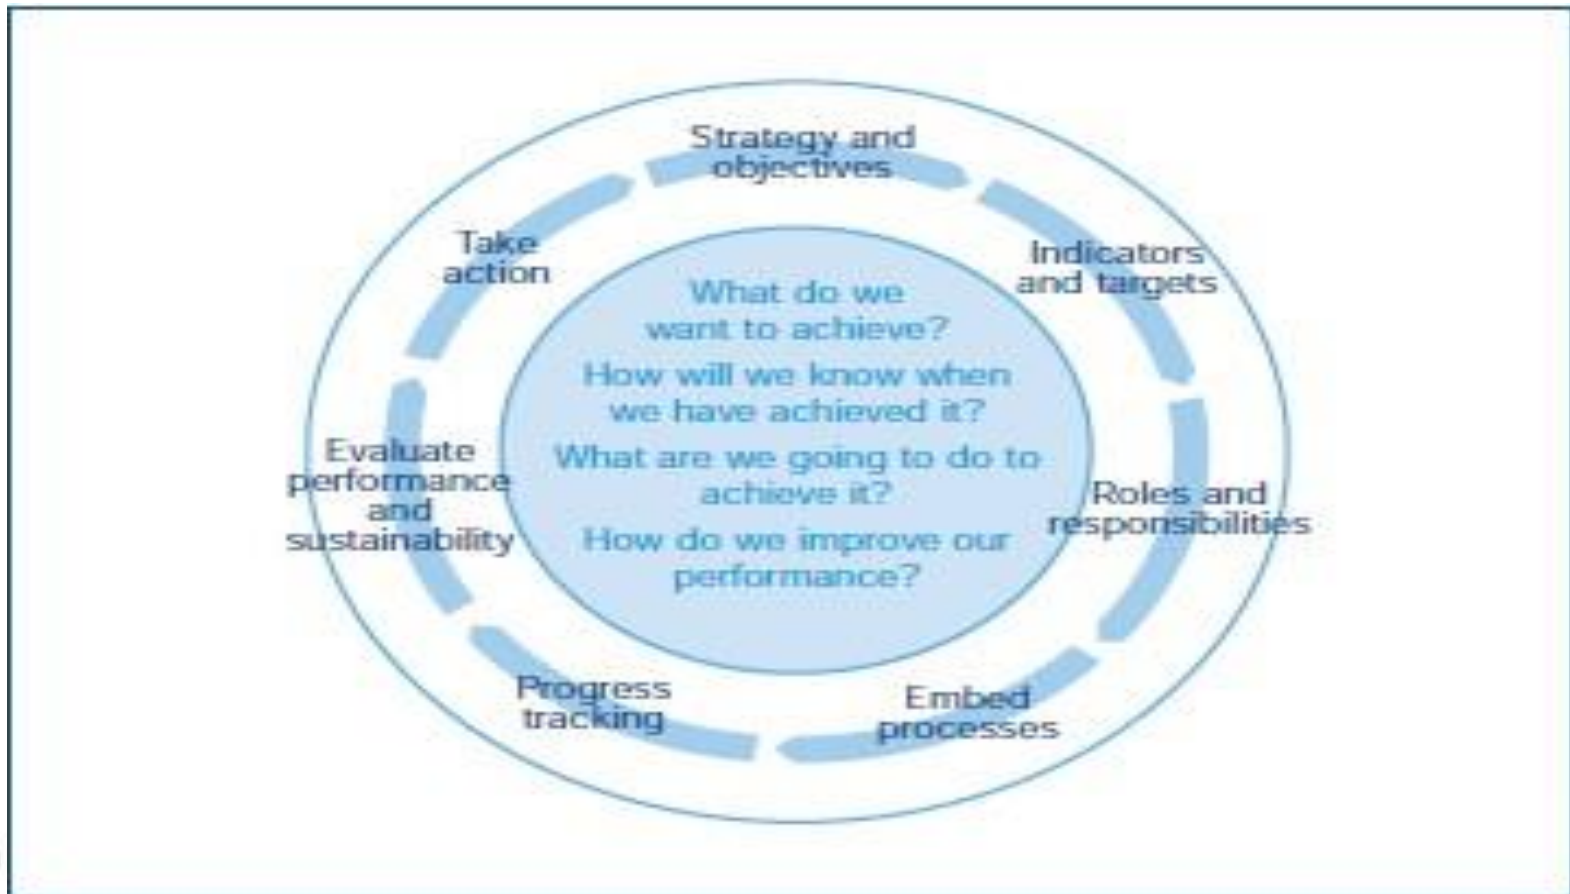 Strategy and
objectives
Indicators
and targets
Roles and
responsibilities
Embed
processes
Progress
tracking
Evaluate
performance
and
sustainability
Take
action
What do we
want to achieve?
How will we know when
we have achieved it?
What are we going to do to
achieve it?
How do we improve our
performance?